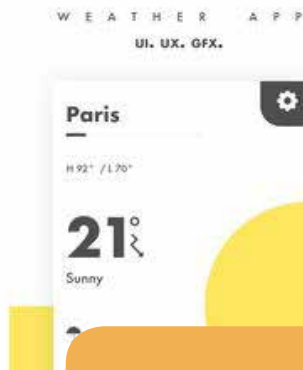 WEATHER APP
UI. UX. GFX.
Paris
H 92° / L 70°
21°
Sunny